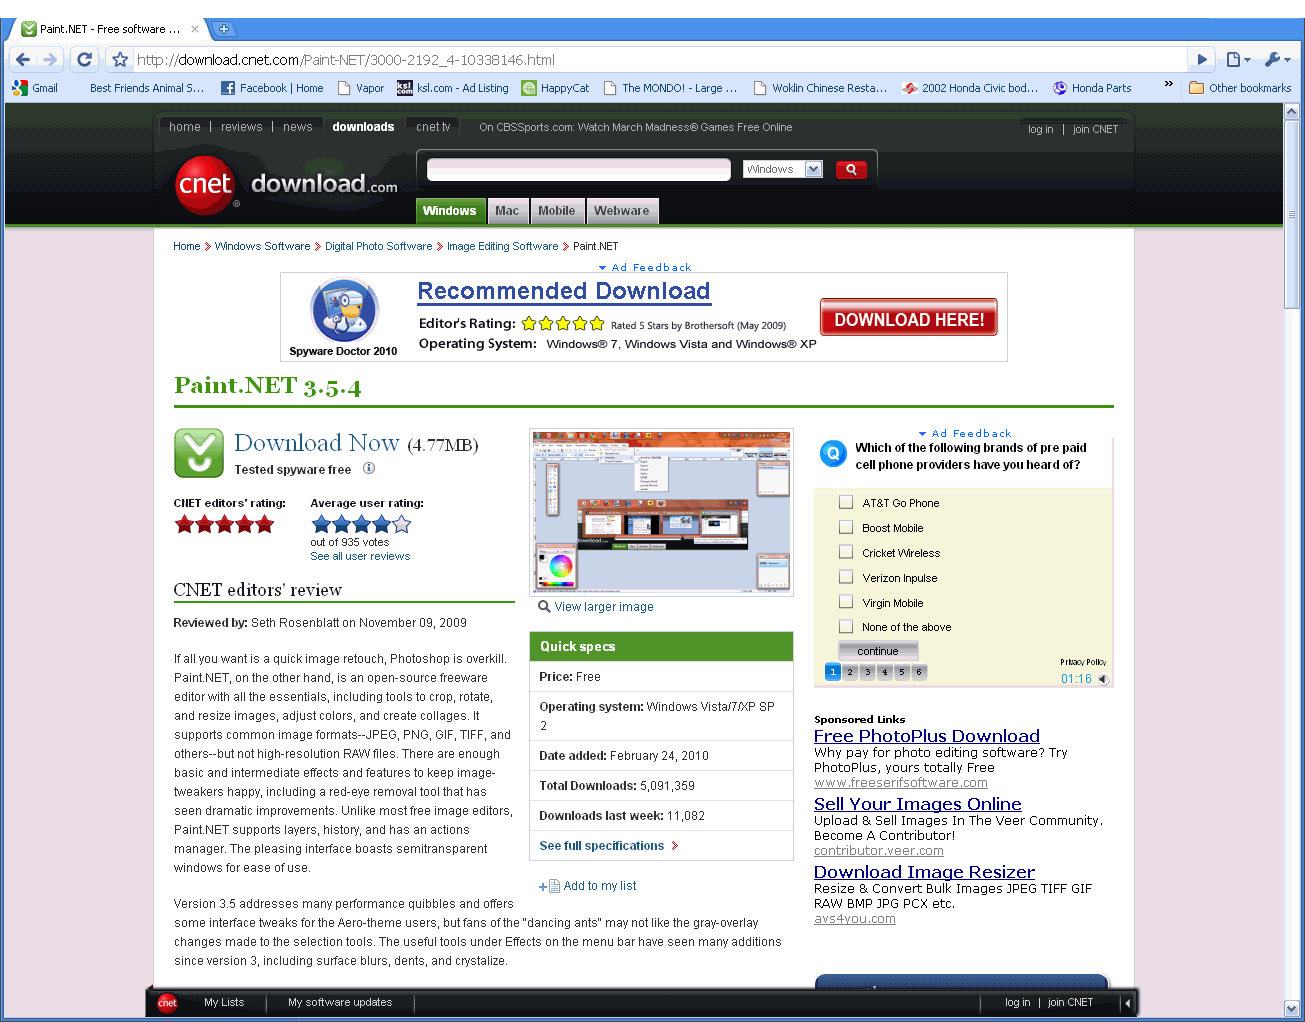 Paint.NET - Free software ...
http://download.cnet.com/Paint-NET/3000-2192_4-10338146.html
Gmail Best Friends Animal S... Facebook | Home Vapor ksl.com - Ad Listing HappyCat The MONDO! - Large ... Woklin Chinese Resta... 2002 Honda Civic bod... Honda Parts » Other bookmarks
home | reviews | news downloads cnet tv On CBSSports.com: Watch March Madness® Games Free Online log in | join CNET
cnet® download.com
Windows
Windows Mac Mobile Webware
Home > Windows Software > Digital Photo Software > Image Editing Software > Paint.NET
Ad Feedback
Recommended Download
Editor's Rating: Rated 5 Stars by Brothersoft (May 2009)
DOWNLOAD HERE!
Operating System: Windows® 7, Windows Vista and Windows® XP
Spyware Doctor 2010
Paint.NET 3.5.4
Download Now (4.77MB)
Tested spyware free
CNET editors' rating:
Average user rating:
out of 935 votes
See all user reviews
CNET editors' review
Reviewed by: Seth Rosenblatt on November 09, 2009
If all you want is a quick image retouch, Photoshop is overkill.
Paint.NET, on the other hand, is an open-source freeware
editor with all the essentials, including tools to crop, rotate,
and resize images, adjust colors, and create collages. It
supports common image formats--JPEG, PNG, GIF, TIFF, and
others--but not high-resolution RAW files. There are enough
basic and intermediate effects and features to keep image-
tweakers happy, including a red-eye removal tool that has
seen dramatic improvements. Unlike most free image editors,
Paint.NET supports layers, history, and has an actions
manager. The pleasing interface boasts semitransparent
windows for ease of use.
Version 3.5 addresses many performance quibbles and offers
some interface tweaks for the Aero-theme users, but fans of the "dancing ants" may not like the gray-overlay
changes made to the selection tools. The useful tools under Effects on the menu bar have seen many additions
since version 3, including surface blurs, dents, and crystalize.
View larger image
Quick specs
Price: Free
Operating system: Windows Vista/7/XP SP
2
Date added: February 24, 2010
Total Downloads: 5,091,359
Downloads last week: 11,082
See full specifications >
Add to my list
Ad Feedback
Q Which of the following brands of pre paid
cell phone providers have you heard of?
AT&T Go Phone
Boost Mobile
Cricket Wireless
Verizon Inpulse
Virgin Mobile
None of the above
continue
Privacy Policy
1 2 3 4 5 6
01:16
Sponsored Links
Free PhotoPlus Download
Why pay for photo editing software? Try
PhotoPlus, yours totally Free
www.freeserifsoftware.com
Sell Your Images Online
Upload & Sell Images In The Veer Community.
Become A Contributor!
contributor.veer.com
Download Image Resizer
Resize & Convert Bulk Images JPEG TIFF GIF
RAW BMP JPG PCX etc.
avs4you.com
cnet My Lists My software updates log in | join CNET